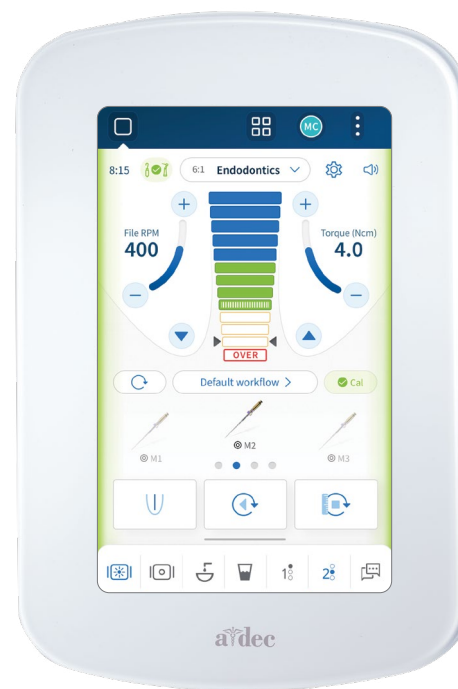 MC
8:15
6:1 Endodontics
File RPM
400
Torque (Ncm)
4.0
OVER
Default workflow >
Cal
M1
M2
M3
1
2
a dec